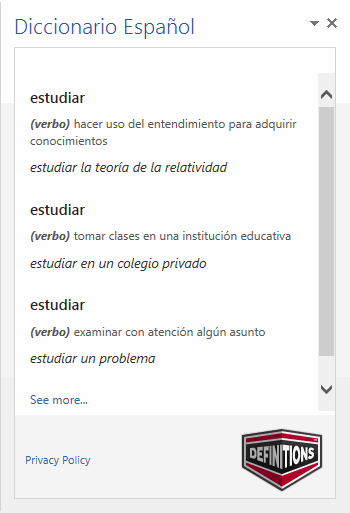 Diccionario Español
estudiar
(verbo) hacer uso del entendimiento para adquirir
conocimientos
estudiar la teoría de la relatividad
estudiar
(verbo) tomar clases en una institución educativa
estudiar en un colegio privado
estudiar
(verbo) examinar con atención algún asunto
estudiar un problema
See more...
Privacy Policy
DEFINITIONS